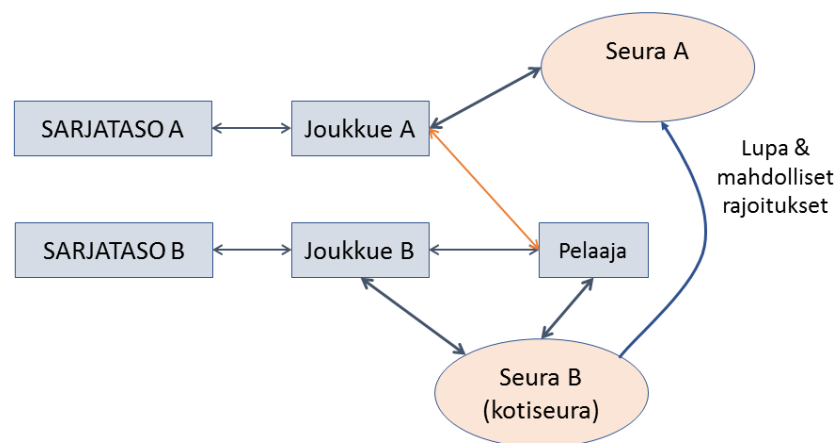 Seura A
SARJATASO A
Joukkue A
Lupa &
mahdolliset
rajoitukset
SARJATASO B
Joukkue B
Pelaaja
Seura B
(kotiseura)